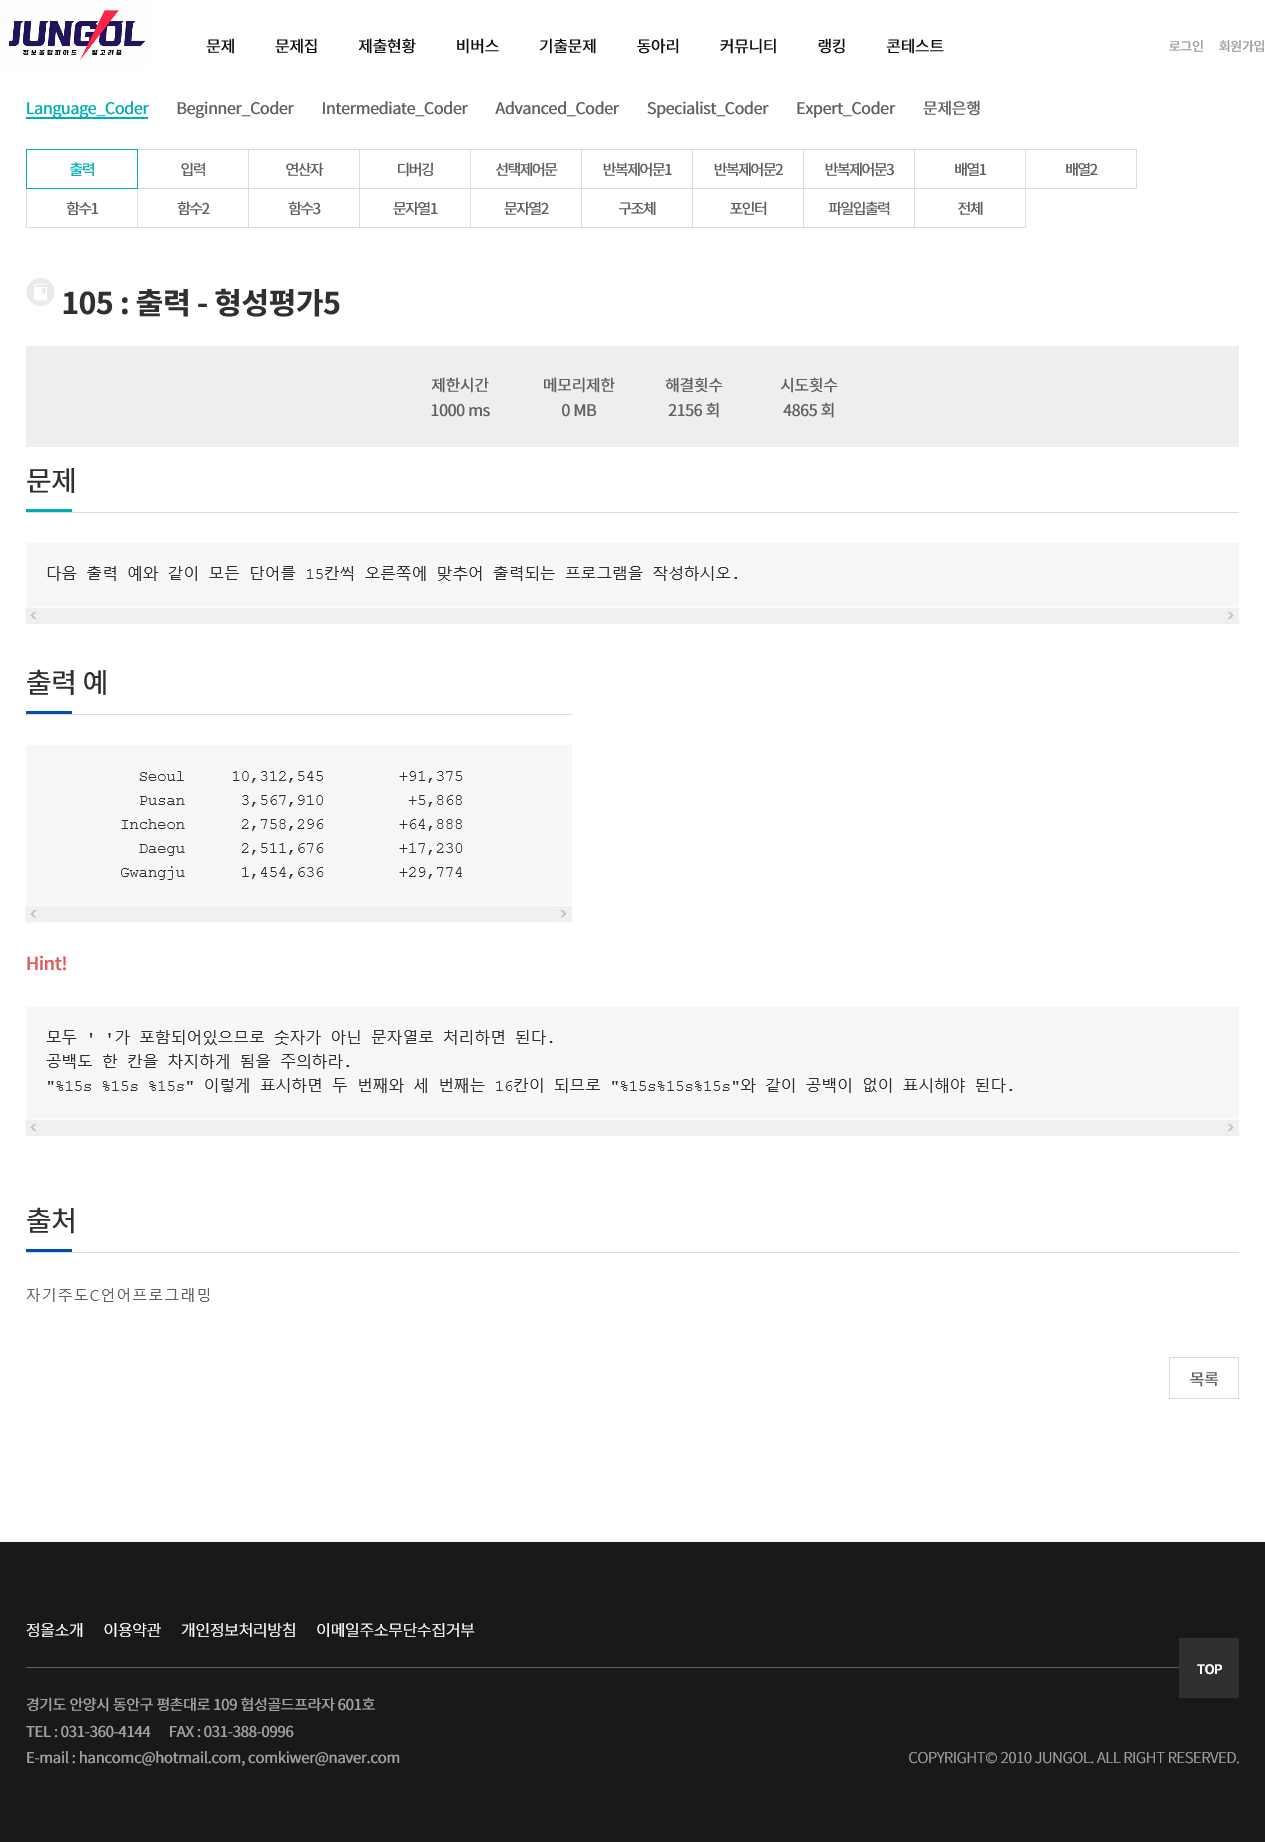 JUNGOL
정보올림피아드 알고리즘
문제 문제집 제출현황 비버스 기출문제 동아리 커뮤니티 랭킹 콘테스트 로그인 회원가입
Language_Coder Beginner_Coder Intermediate_Coder Advanced_Coder Specialist_Coder Expert_Coder 문제은행
출력 입력 연산자 디버깅 선택제어문 반복제어문1 반복제어문2 반복제어문3 배열1 배열2
함수1 함수2 함수3 문자열1 문자열2 구조체 포인터 파일입출력 전체
105 : 출력 - 형성평가5
제한시간 메모리제한 해결횟수 시도횟수
1000 ms 0 MB 2156 회 4865 회
문제
다음 출력 예와 같이 모든 단어를 15칸씩 오른쪽에 맞추어 출력되는 프로그램을 작성하시오.
출력 예
Seoul 10,312,545 +91,375
Pusan 3,567,910 +5,868
Incheon 2,758,296 +64,888
Daegu 2,511,676 +17,230
Gwangju 1,454,636 +29,774
Hint!
모두 ' '가 포함되어있으므로 숫자가 아닌 문자열로 처리하면 된다.
공백도 한 칸을 차지하게 됨을 주의하라.
"%15s %15s %15s" 이렇게 표시하면 두 번째와 세 번째는 16칸이 되므로 "%15s%15s%15s"와 같이 공백이 없이 표시해야 된다.
출처
자기주도C언어프로그래밍
목록
정올소개 이용약관 개인정보처리방침 이메일주소무단수집거부
TOP
경기도 안양시 동안구 평촌대로 109 협성골드프라자 601호
TEL : 031-360-4144 FAX : 031-388-0996
E-mail : hancomc@hotmail.com, comkiwer@naver.com COPYRIGHT© 2010 JUNGOL. ALL RIGHT RESERVED.